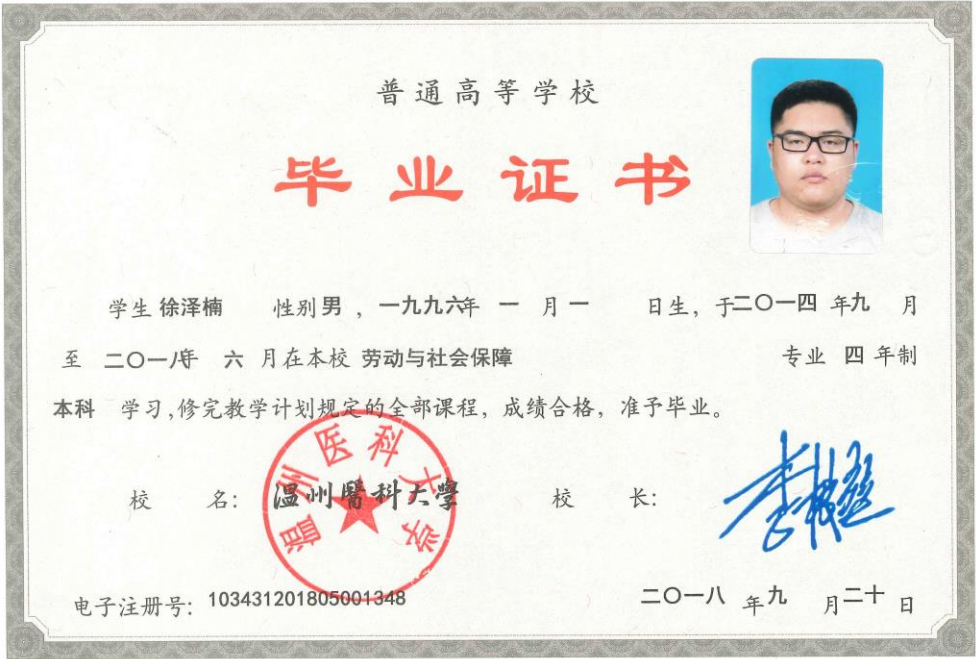 普通高等学校
毕业证书
学生 徐泽楠 性别 男 ，一九九六年 一 月 一 日生，于二〇一四 年九 月
至 二〇一八年 六 月在本校 劳动与社会保障 专业 四 年制
本科 学习,修完教学计划规定的全部课程，成绩合格，准予毕业。
温州医科大学
校 名: 温州醫科大學 校 长:
电子注册号: 103431201805001348 二〇一八 年九 月二十 日